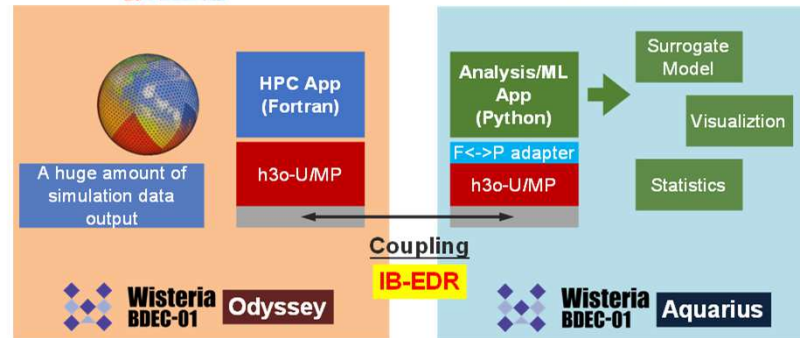 HPC App
(Fortran)
A huge amount of
simulation data
output
h3o-U/MP
Wisteria
BDEC-01
Odyssey
Coupling
IB-EDR
Analysis/ML
App
(Python)
F<->P adapter
h3o-U/MP
Surrogate
Model
Visualiztion
Statistics
Wisteria
BDEC-01
Aquarius